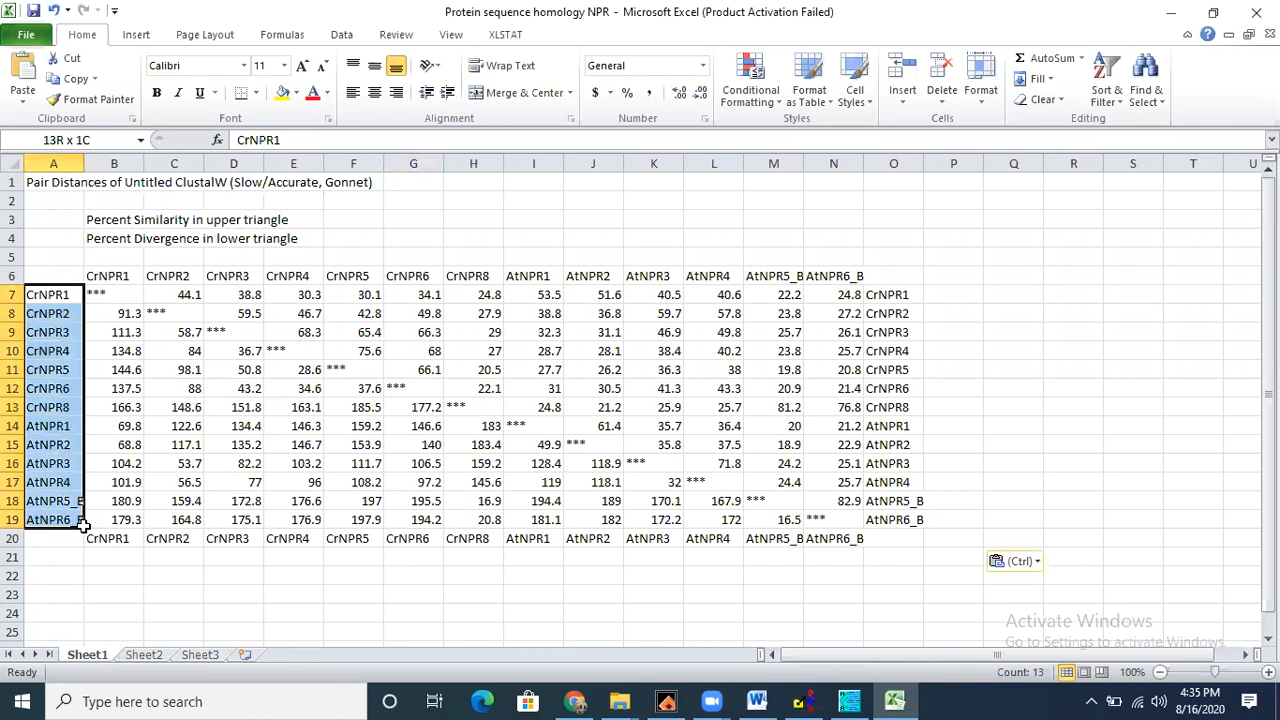 Protein sequence homology NPR - Microsoft Excel (Product Activation Failed)
File Home Insert Page Layout Formulas Data Review View XLSTAT
Cut
Copy
Format Painter
Paste
Clipboard
Calibri 11
B I U A
Font
Wrap Text
Merge & Center
Alignment
General
$ % ,
Number
Conditional Formatting
Format as Table
Cell Styles
Styles
Insert Delete Format
Cells
AutoSum
Fill
Clear
Sort & Filter
Find & Select
Editing
13R x 1C fx CrNPR1
A B C D E F G H I J K L M N O P Q R S T U
1 Pair Distances of Untitled ClustalW (Slow/Accurate, Gonnet)
2
3 Percent Similarity in upper triangle
4 Percent Divergence in lower triangle
5
6 CrNPR1 CrNPR2 CrNPR3 CrNPR4 CrNPR5 CrNPR6 CrNPR8 AtNPR1 AtNPR2 AtNPR3 AtNPR4 AtNPR5_B AtNPR6_B
7 CrNPR1 *** 44.1 38.8 30.3 30.1 34.1 24.8 53.5 51.6 40.5 40.6 22.2 24.8 CrNPR1
8 CrNPR2 91.3 *** 59.5 46.7 42.8 49.8 27.9 38.8 36.8 59.7 57.8 23.8 27.2 CrNPR2
9 CrNPR3 111.3 58.7 *** 68.3 65.4 66.3 29 32.3 31.1 46.9 49.8 25.7 26.1 CrNPR3
10 CrNPR4 134.8 84 36.7 *** 75.6 68 27 28.7 28.1 38.4 40.2 23.8 25.7 CrNPR4
11 CrNPR5 144.6 98.1 50.8 28.6 *** 66.1 20.5 27.7 26.2 36.3 38 19.8 20.8 CrNPR5
12 CrNPR6 137.5 88 43.2 34.6 37.6 *** 22.1 31 30.5 41.3 43.3 20.9 21.4 CrNPR6
13 CrNPR8 166.3 148.6 151.8 163.1 185.5 177.2 *** 24.8 21.2 25.9 25.7 81.2 76.8 CrNPR8
14 AtNPR1 69.8 122.6 134.4 146.3 159.2 146.6 183 *** 61.4 35.7 36.4 20 21.2 AtNPR1
15 AtNPR2 68.8 117.1 135.2 146.7 153.9 140 183.4 49.9 *** 35.8 37.5 18.9 22.9 AtNPR2
16 AtNPR3 104.2 53.7 82.2 103.2 111.7 106.5 159.2 128.4 118.9 *** 71.8 24.2 25.1 AtNPR3
17 AtNPR4 101.9 56.5 77 96 108.2 97.2 145.6 119 118.1 32 *** 24.4 25.7 AtNPR4
18 AtNPR5_B 180.9 159.4 172.8 176.6 197 195.5 16.9 194.4 189 170.1 167.9 *** 82.9 AtNPR5_B
19 AtNPR6_B 179.3 164.8 175.1 176.9 197.9 194.2 20.8 181.1 182 172.2 172 16.5 *** AtNPR6_B
20 CrNPR1 CrNPR2 CrNPR3 CrNPR4 CrNPR5 CrNPR6 CrNPR8 AtNPR1 AtNPR2 AtNPR3 AtNPR4 AtNPR5_B AtNPR6_B
21 (Ctrl)
22
23
24
25
Activate Windows
Go to Settings to activate Windows.
Sheet1 Sheet2 Sheet3
Ready Count: 13 100%
Type here to search
4:35 PM
8/16/2020